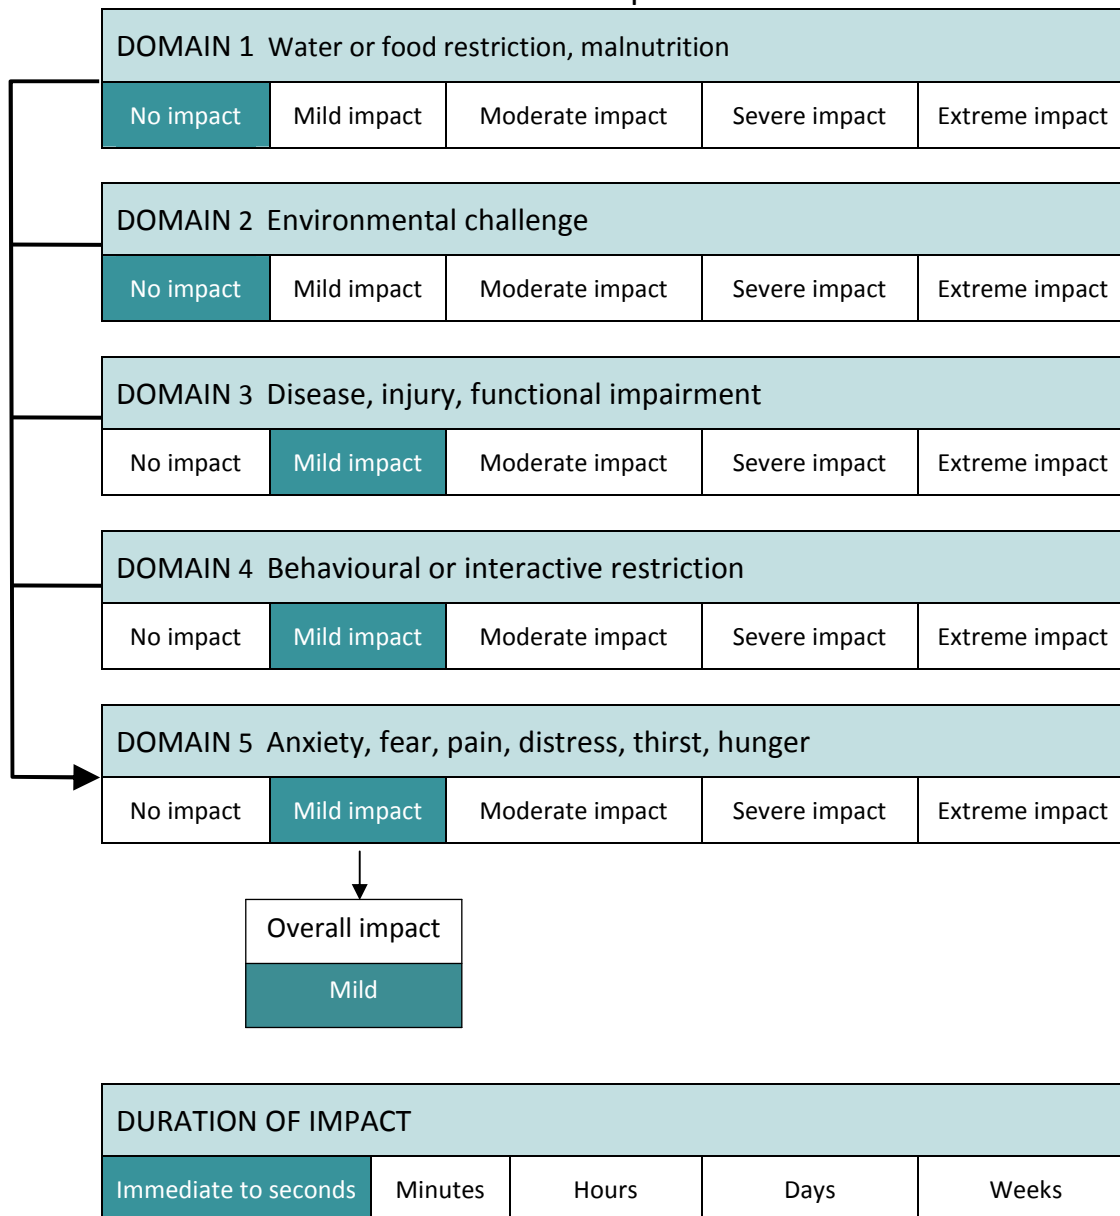 DOMAIN 1 Water or food restriction, malnutrition
No impact Mild impact Moderate impact Severe impact Extreme impact
DOMAIN 2 Environmental challenge
No impact Mild impact Moderate impact Severe impact Extreme impact
DOMAIN 3 Disease, injury, functional impairment
No impact Mild impact Moderate impact Severe impact Extreme impact
DOMAIN 4 Behavioural or interactive restriction
No impact Mild impact Moderate impact Severe impact Extreme impact
DOMAIN 5 Anxiety, fear, pain, distress, thirst, hunger
No impact Mild impact Moderate impact Severe impact Extreme impact
Overall impact
Mild
DURATION OF IMPACT
Immediate to seconds Minutes Hours Days Weeks